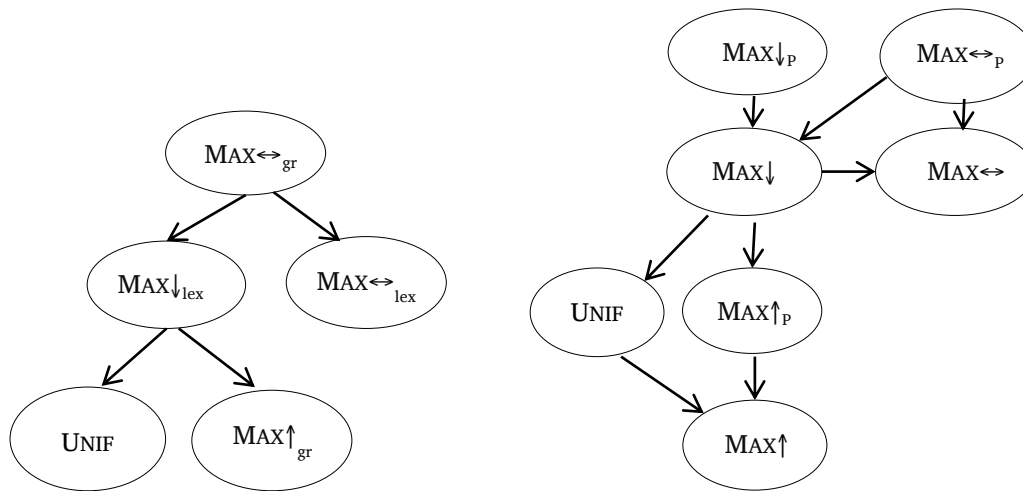 MAX↔gr
MAX↓lex
MAX↔lex
UNIF
MAX↑gr
MAX↓P
MAX↔P
MAX↓
MAX↔
UNIF
MAX↑P
MAX↑